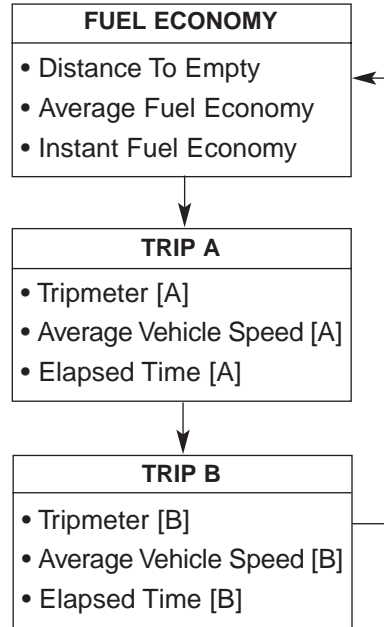 FUEL ECONOMY
• Distance To Empty
• Average Fuel Economy
• Instant Fuel Economy
TRIP A
• Tripmeter [A]
• Average Vehicle Speed [A]
• Elapsed Time [A]
TRIP B
• Tripmeter [B]
• Average Vehicle Speed [B]
• Elapsed Time [B]